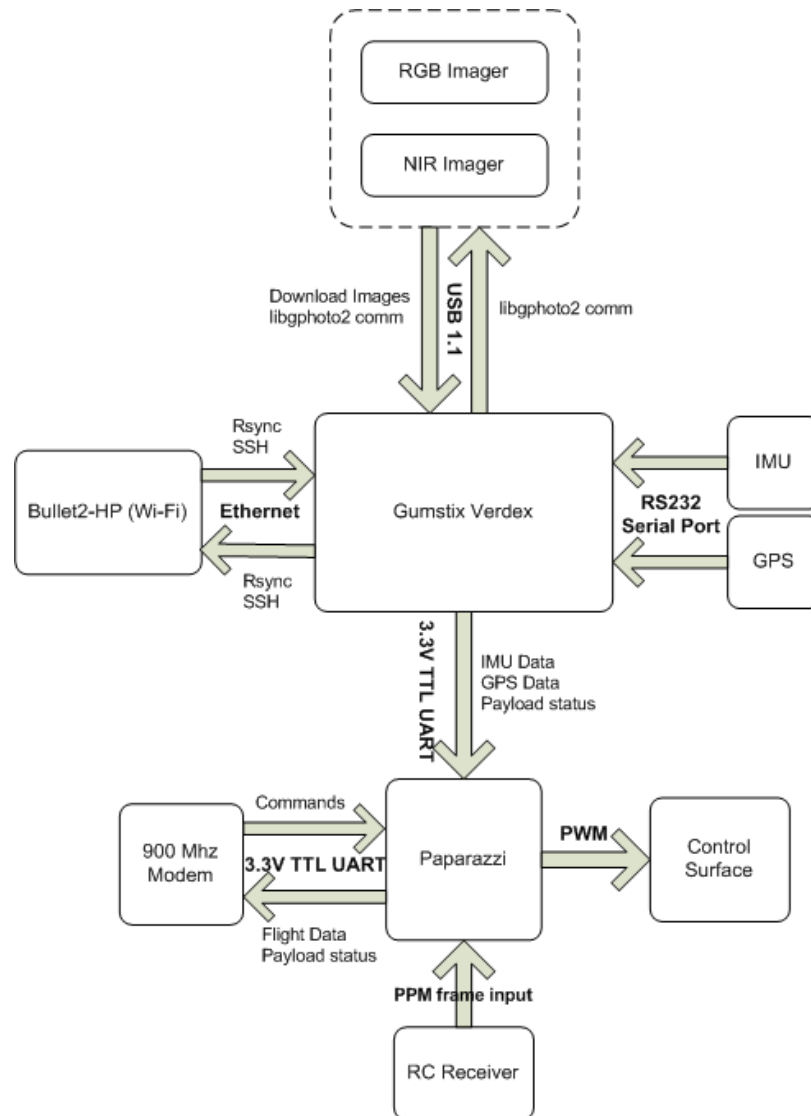 RGB Imager
NIR Imager
Download Images
libgphoto2 comm
USB 1.1
libgphoto2 comm
Rsync
SSH
Bullet2-HP (Wi-Fi)
Ethernet
Rsync
SSH
Gumstix Verdex
IMU
RS232
Serial Port
GPS
3.3V TTL UART
IMU Data
GPS Data
Payload status
Commands
900 Mhz
Modem
3.3V TTL UART
Flight Data
Payload status
Paparazzi
PWM
Control
Surface
PPM frame input
RC Receiver